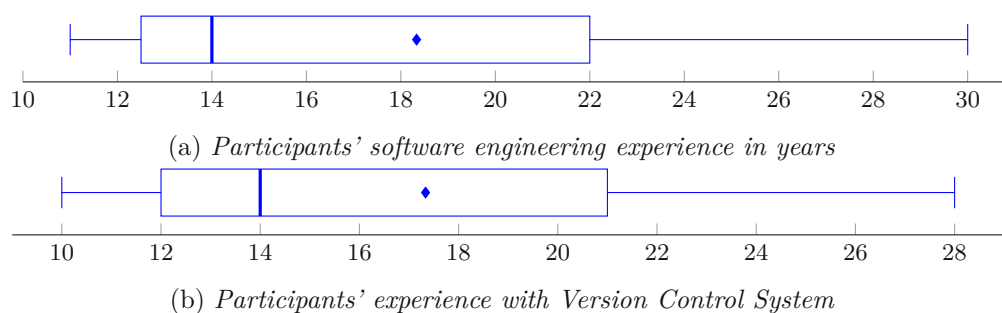 10 12 14 16 18 20 22 24 26 28 30
(a) Participants’ software engineering experience in years
10 12 14 16 18 20 22 24 26 28
(b) Participants’ experience with Version Control System